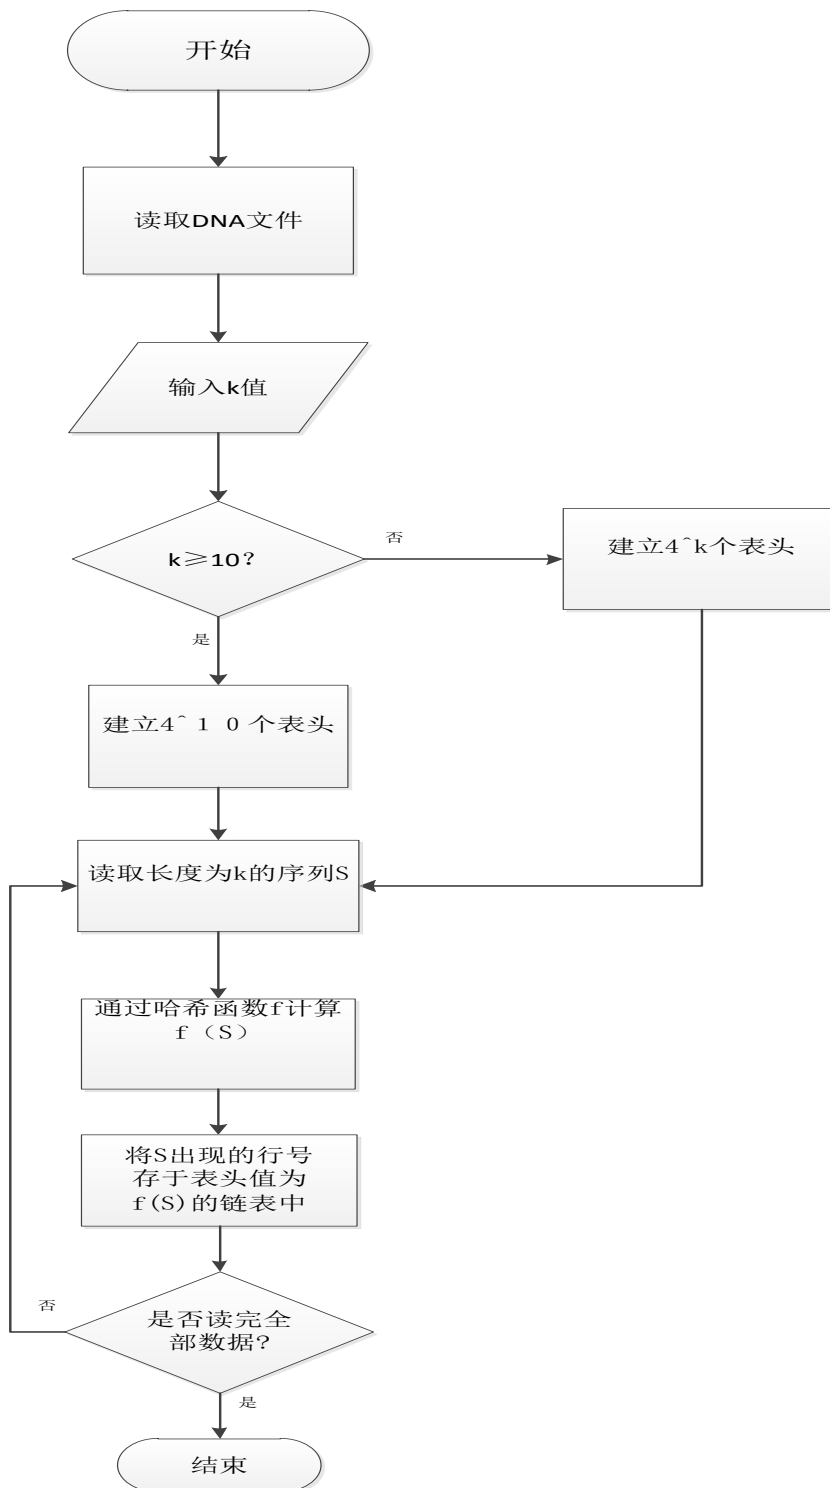 开始
读取DNA文件
输入k值
k≥10?
否
建立4^k个表头
是
建立4^１０个表头
读取长度为k的序列S
通过哈希函数f计算
f（S）
将S出现的行号
存于表头值为
f(S)的链表中
否
是否读完全
部数据?
是
结束